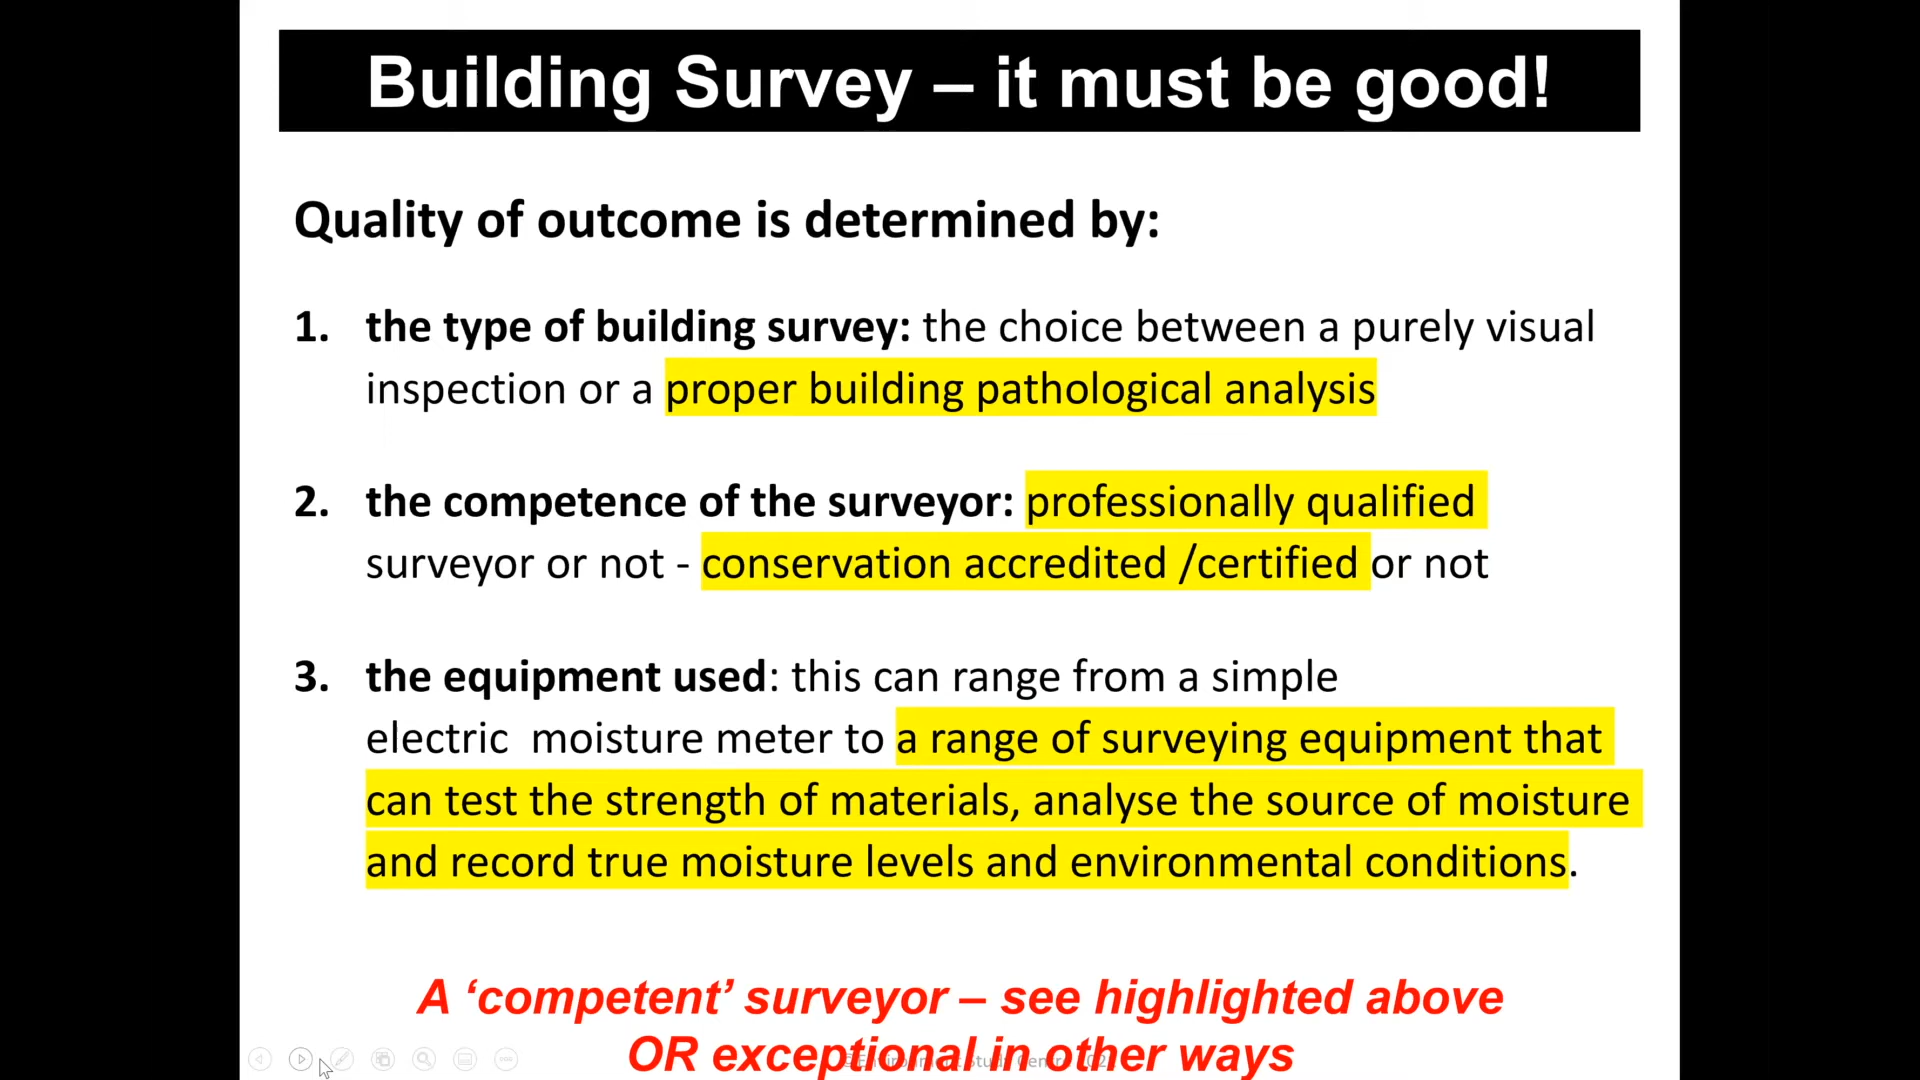 Building Survey – it must be good!
Quality of outcome is determined by:
1. the type of building survey: the choice between a purely visual
inspection or a proper building pathological analysis
2. the competence of the surveyor: professionally qualified
surveyor or not - conservation accredited /certified or not
3. the equipment used: this can range from a simple
electric  moisture meter to a range of surveying equipment that
can test the strength of materials, analyse the source of moisture
and record true moisture levels and environmental conditions.
A ‘competent’ surveyor – see highlighted above
OR exceptional in other ways